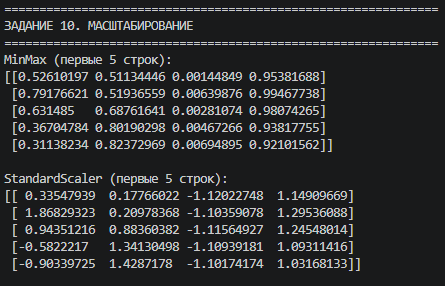 ==============================================================
ЗАДАНИЕ 10. МАСШТАБИРОВАНИЕ
==============================================================
MinMax (первые 5 строк):
[[0.52610197 0.51134446 0.00144849 0.95381688]
 [0.79176621 0.51936559 0.00639876 0.99467738]
 [0.631485   0.68761641 0.00281074 0.98074265]
 [0.36704784 0.80190298 0.00467266 0.93817755]
 [0.31138234 0.82372969 0.00694895 0.92101562]]
StandardScaler (первые 5 строк):
[[ 0.33547939  0.17766022 -1.12022748  1.14909669]
 [ 1.86829323  0.20978368 -1.10359078  1.29536088]
 [ 0.94351216  0.88360382 -1.11564927  1.24548014]
 [-0.5822217   1.34130498 -1.10939181  1.09311416]
 [-0.90339725  1.4287178  -1.10174174  1.03168133]]